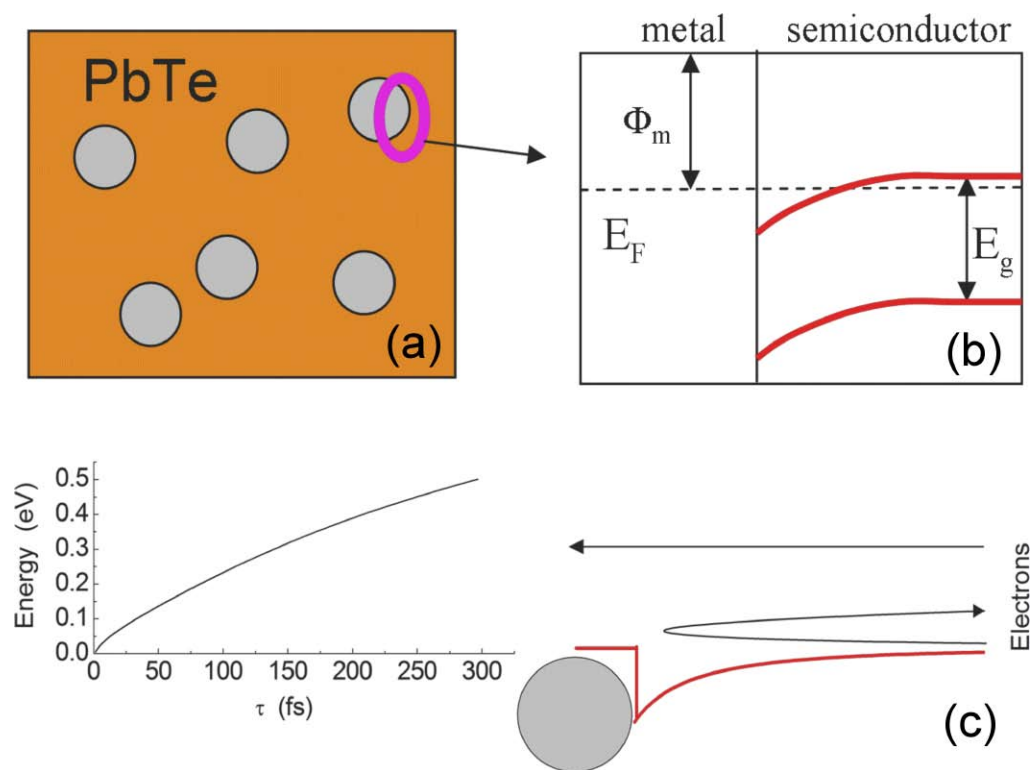 PbTe
(a)
metal semiconductor
Φm
EF
Eg
(b)
Energy (eV)
0.5
0.4
0.3
0.2
0.1
0.0
0 50 100 150 200 250 300
τ (fs)
Electrons
(c)